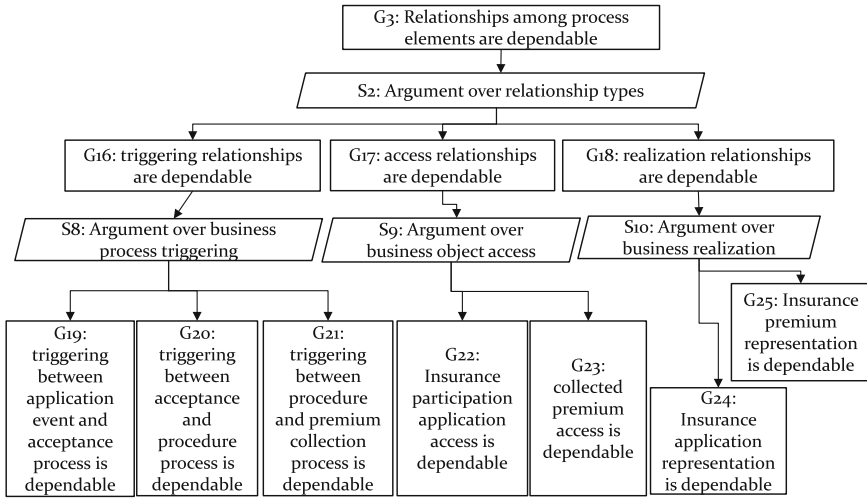 G3: Relationships among process
elements are dependable
S2: Argument over relationship types
G16: triggering relationships
are dependable
G17: access relationships
are dependable
G18: realization relationships
are dependable
S8: Argument over business
process triggering
S9: Argument over
business object access
S10: Argument over
business realization
G19:
triggering
between
application
event and
acceptance
process is
dependable
G20:
triggering
between
acceptance
and
procedure
process is
dependable
G21:
triggering
between
procedure
and premium
collection
process is
dependable
G22:
Insurance
participation
application
access is
dependable
G23:
collected
premium
access is
dependable
G24:
Insurance
application
representation
is dependable
G25: Insurance
premium
representation
is dependable